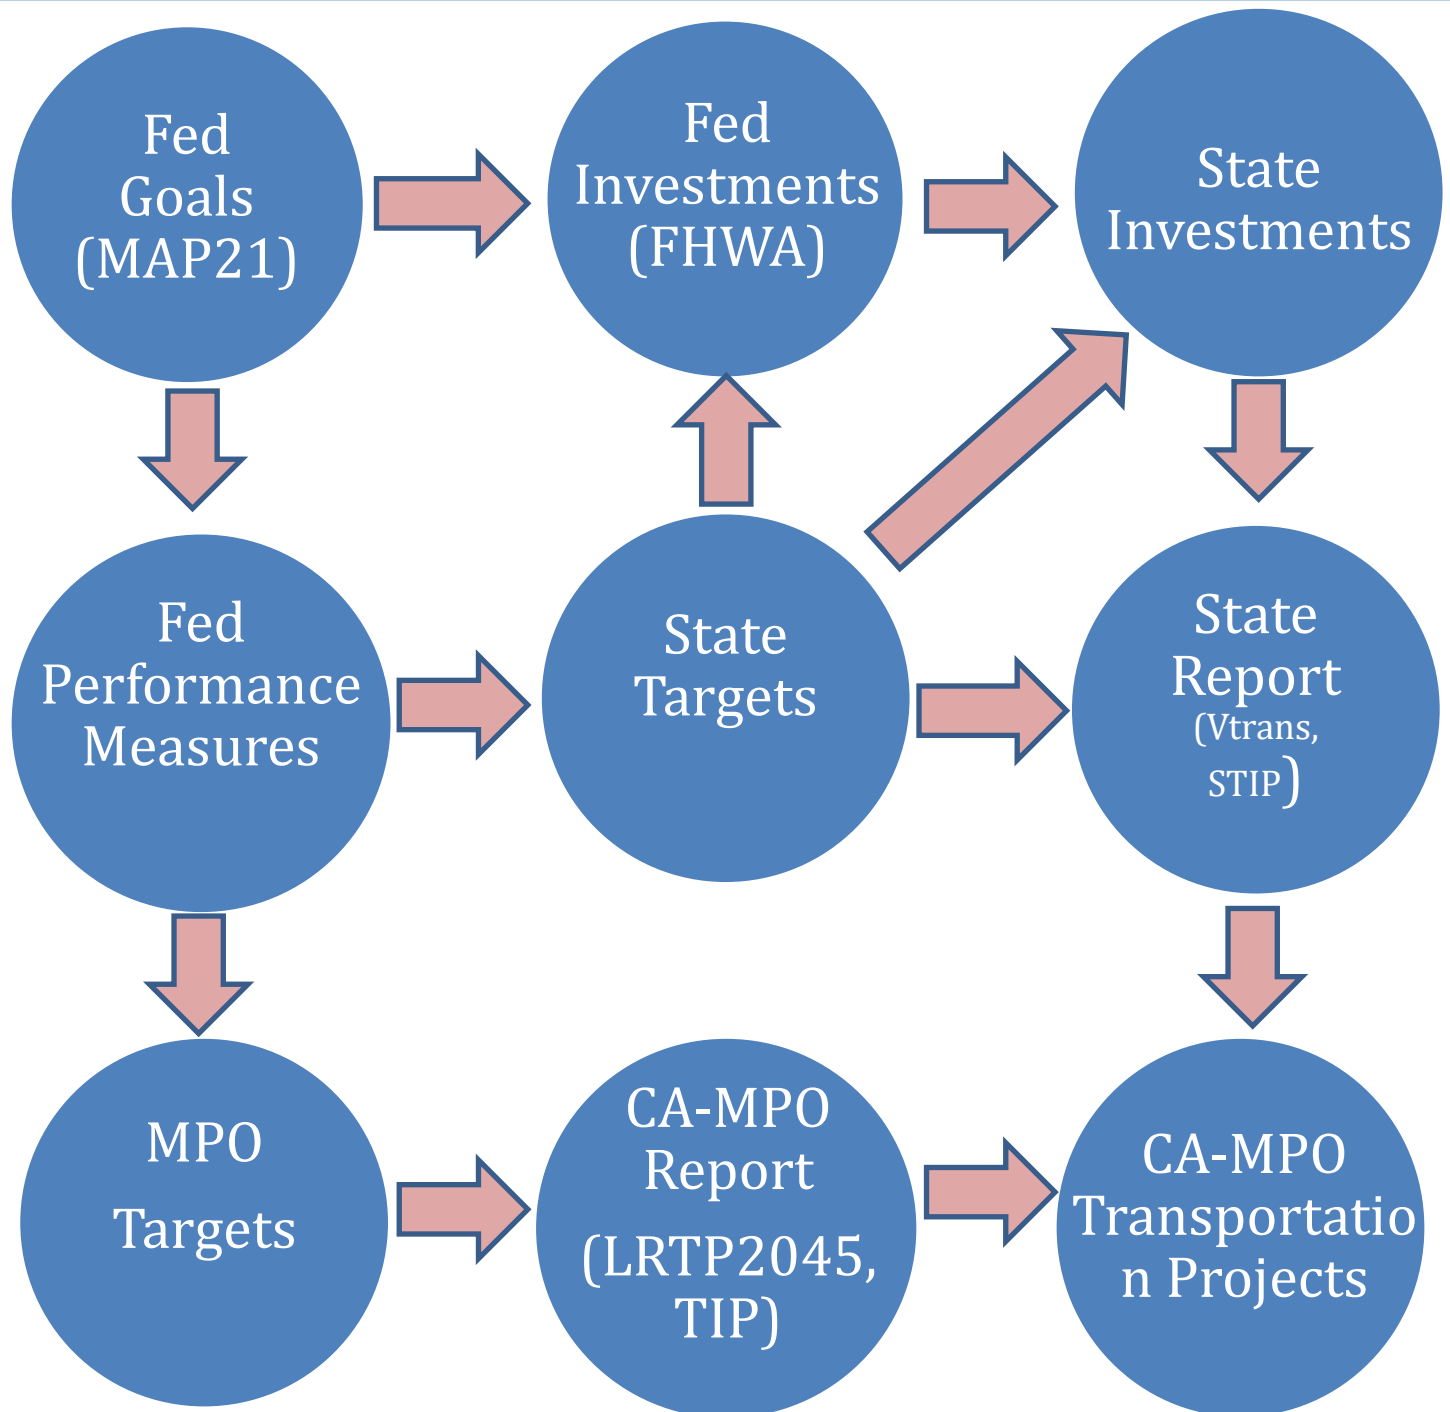 Fed
Goals
(MAP21)
Fed
Investments
(FHWA)
State
Investments
Fed
Performance
Measures
State
Targets
State
Report
(Vtrans,
STIP)
MPO
Targets
CA-MPO
Report
(LRTP2045,
TIP)
CA-MPO
Transportatio
n Projects